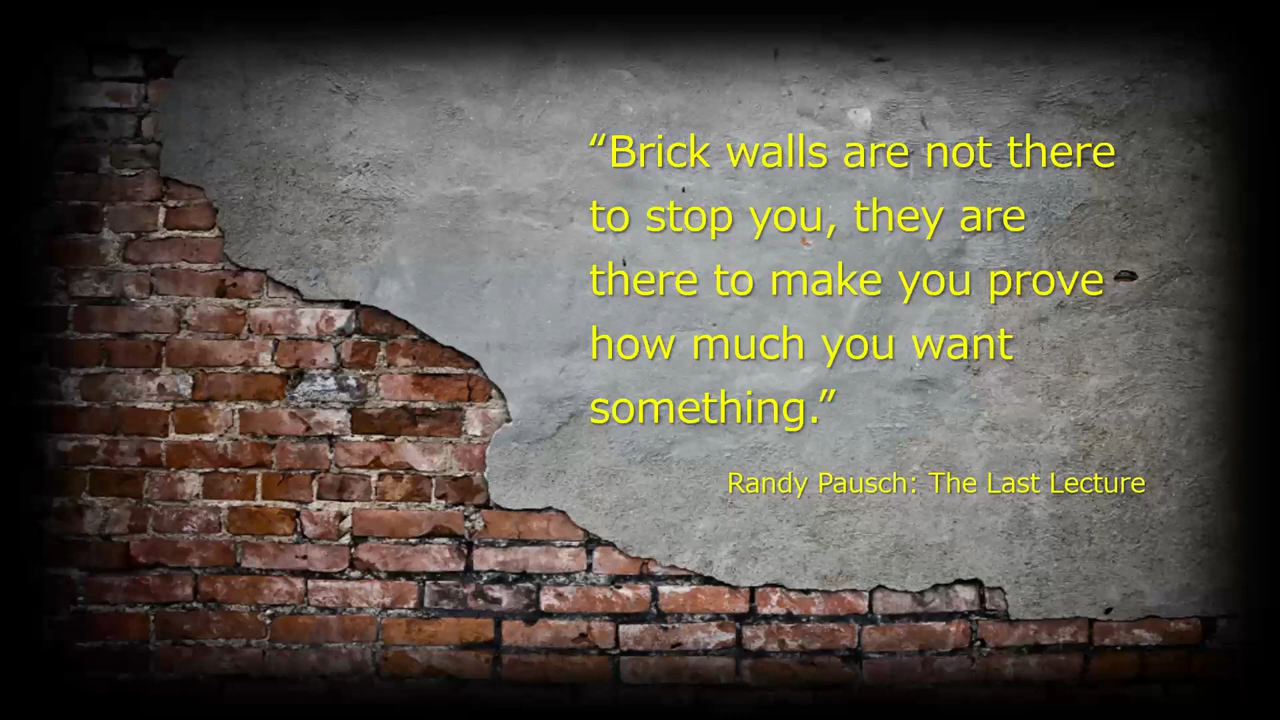 “Brick walls are not there
to stop you, they are
there to make you prove
how much you want
something.”
Randy Pausch: The Last Lecture